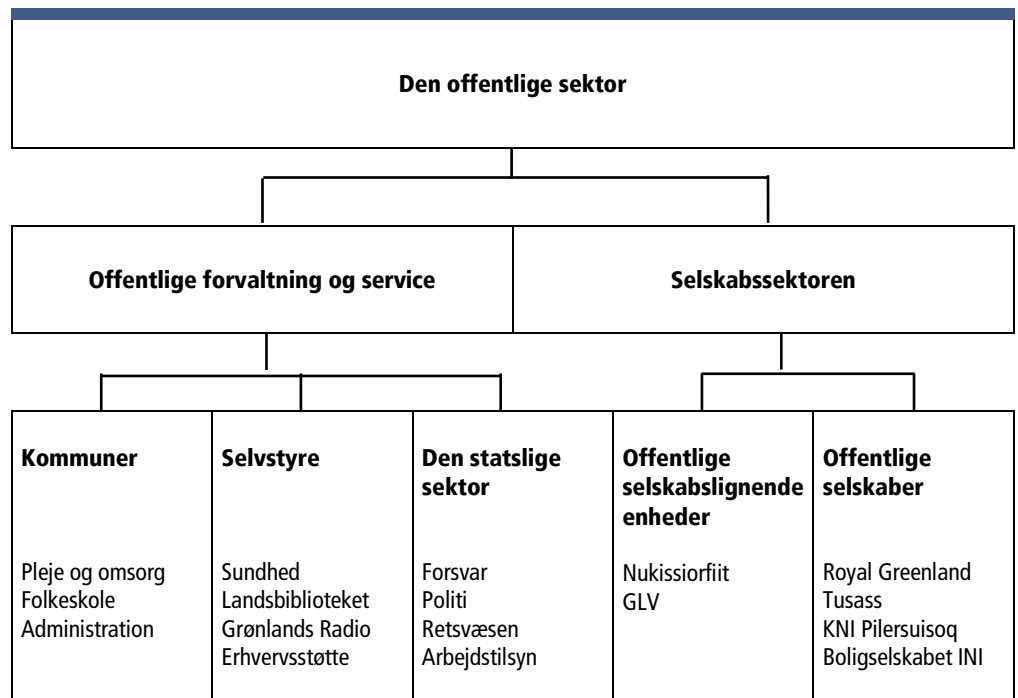 Den offentlige sektor
Offentlige forvaltning og service
Selskabssektoren
Kommuner
Pleje og omsorg
Folkeskole
Administration
Selvstyre
Sundhed
Landsbiblioteket
Grønlands Radio
Erhvervsstøtte
Den statslige
sektor
Forsvar
Politi
Retsvæsen
Arbejdstilsyn
Offentlige
selskabslignende
enheder
Nukissiorfiit
GLV
Offentlige
selskaber
Royal Greenland
Tusass
KNI Pilersuisoq
Boligselskabet INI